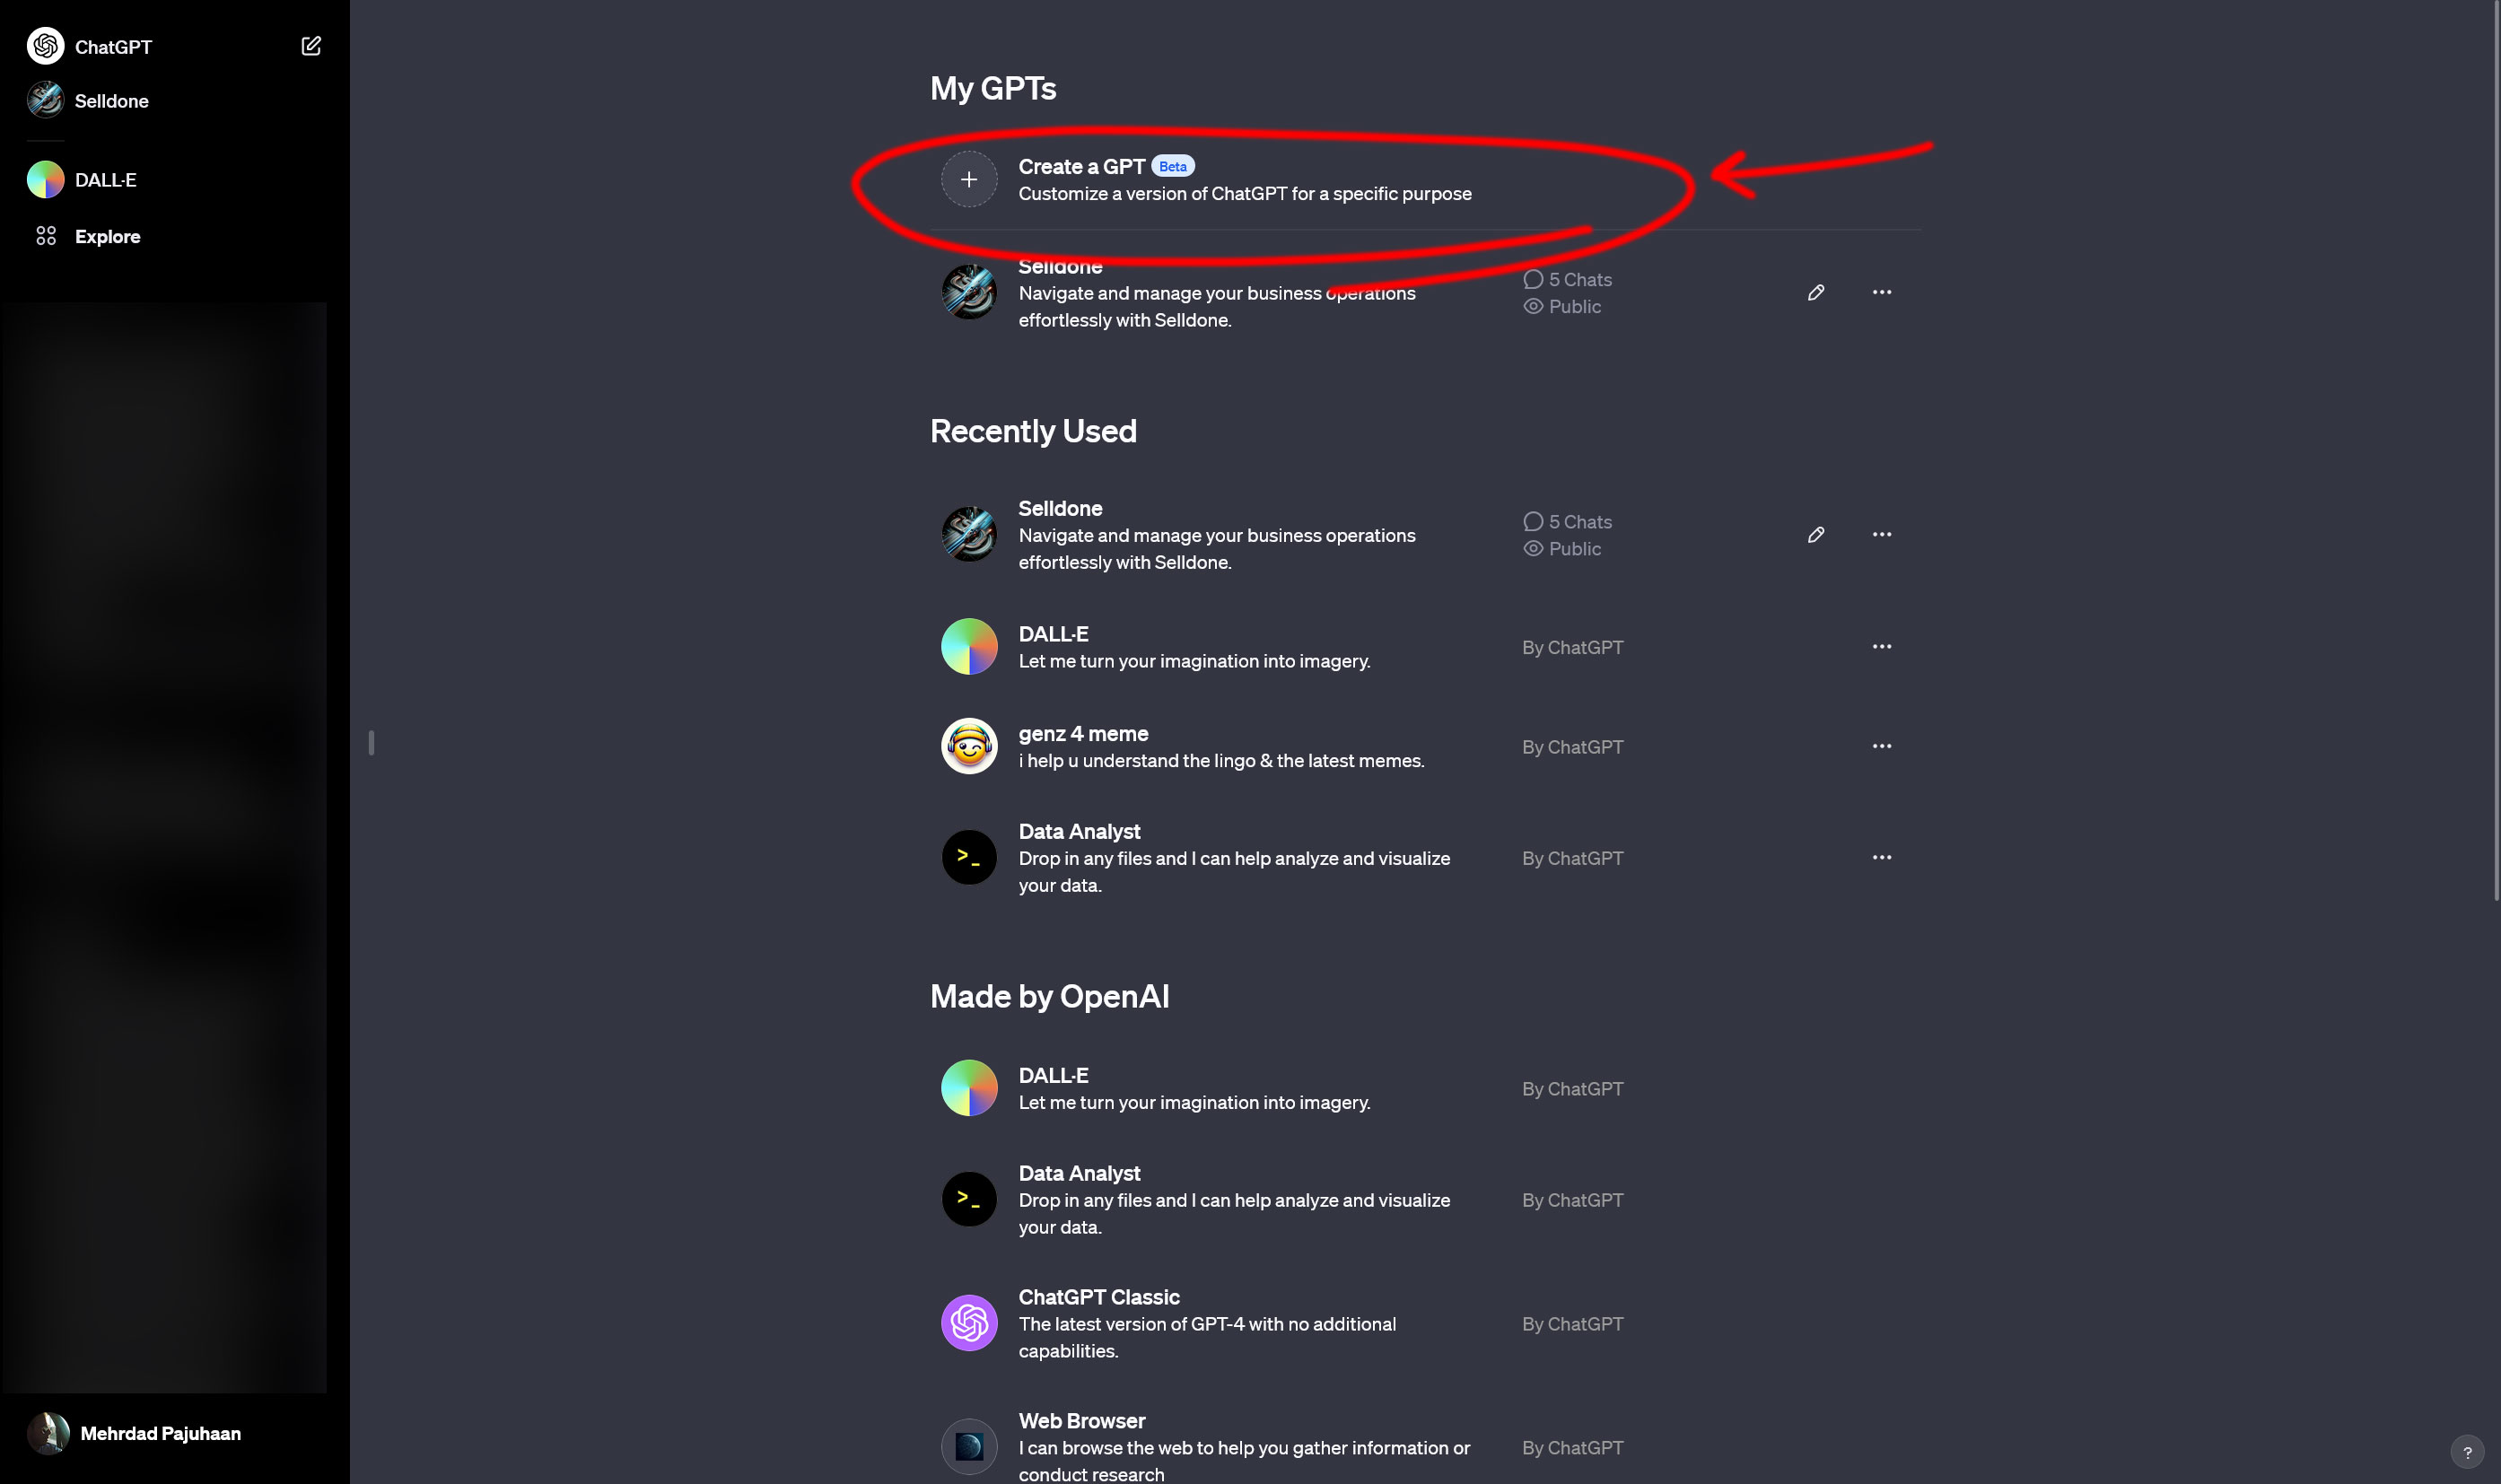 ChatGPT
Selldone
DALL·E
Explore
Mehrdad Pajuhaan
My GPTs
Create a GPT Beta
Customize a version of ChatGPT for a specific purpose
Selldone
Navigate and manage your business operations
effortlessly with Selldone.
5 Chats
Public
Recently Used
Selldone
Navigate and manage your business operations
effortlessly with Selldone.
5 Chats
Public
DALL·E
Let me turn your imagination into imagery.
By ChatGPT
genz 4 meme
i help u understand the lingo & the latest memes.
By ChatGPT
Data Analyst
Drop in any files and I can help analyze and visualize
your data.
By ChatGPT
Made by OpenAI
DALL·E
Let me turn your imagination into imagery.
By ChatGPT
Data Analyst
Drop in any files and I can help analyze and visualize
your data.
By ChatGPT
ChatGPT Classic
The latest version of GPT-4 with no additional
capabilities.
By ChatGPT
Web Browser
I can browse the web to help you gather information or
conduct research
By ChatGPT
?